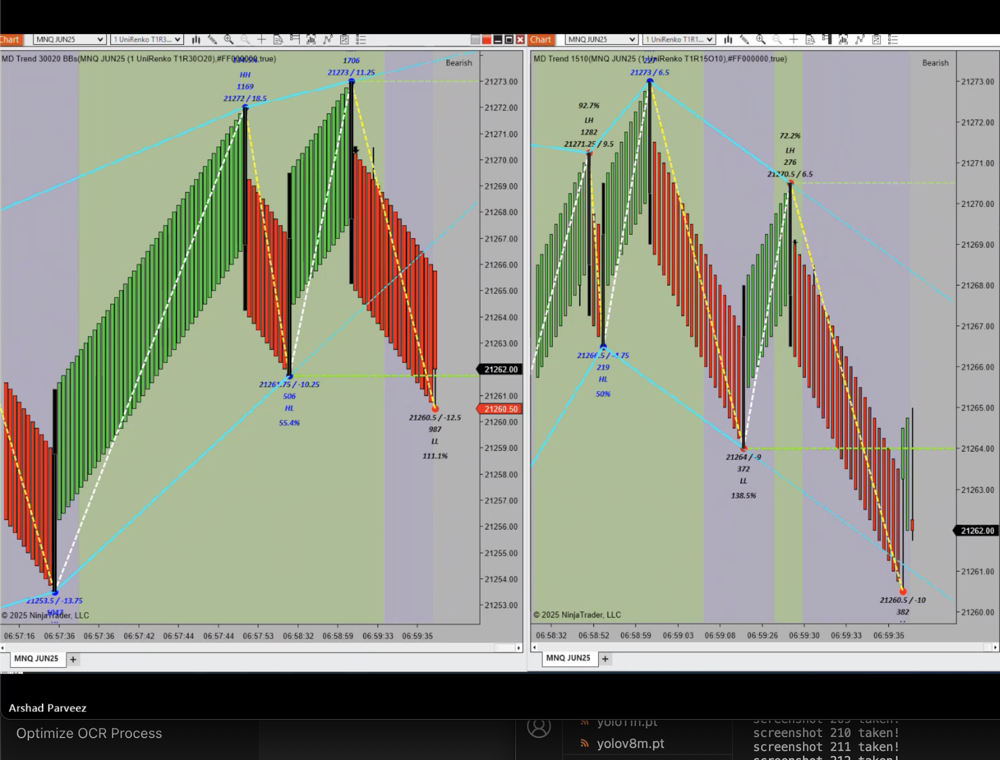 Chart
MNQ JUN25
1 UniRenko T1R3...
Chart
MNQ JUN25
1 UniRenko T1R1...
MD Trend 30020 BBs(MNQ JUN25 (1 UniRenko T1R30O20),#FF000000,true)
Bearish
HH
1169
21272 / 18.5
1706
21273 / 11.25
21261.75 / -10.25
506
HL
55.4%
21260.5 / -12.5
987
LL
111.1%
21253.5 / -13.75
© 2025 NinjaTrader, LLC
21273.00
21272.00
21271.00
21270.00
21269.00
21268.00
21267.00
21266.00
21265.00
21264.00
21263.00
21262.00
21261.00
21260.50
21260.00
21259.00
21258.00
21257.00
21256.00
21255.00
21254.00
21253.00
06:57:16
06:57:36
06:57:36
06:57:42
06:57:44
06:57:44
06:57:53
06:58:32
06:58:59
06:59:33
06:59:35
MNQ JUN25
+
MD Trend 1510(MNQ JUN25 (1 UniRenko T1R15O10),#FF000000,true)
Bearish
21273 / 6.5
92.7%
LH
1282
21271.25 / 9.5
72.2%
LH
276
21270.5 / 6.5
219
HL
50%
21264 / -9
372
LL
138.5%
21260.5 / -10
382
© 2025 NinjaTrader, LLC
21273.00
21272.00
21271.00
21270.00
21269.00
21268.00
21267.00
21266.00
21265.00
21264.00
21263.00
21262.00
21261.00
21260.00
06:58:32
06:58:52
06:58:59
06:59:03
06:59:08
06:59:26
06:59:30
06:59:33
06:59:35
MNQ JUN25
+
Arshad Parveez
Optimize OCR Process
yolo11n.pt
yolov8m.pt
screenshot 209 taken!
screenshot 210 taken!
screenshot 211 taken!
screenshot 212 taken!